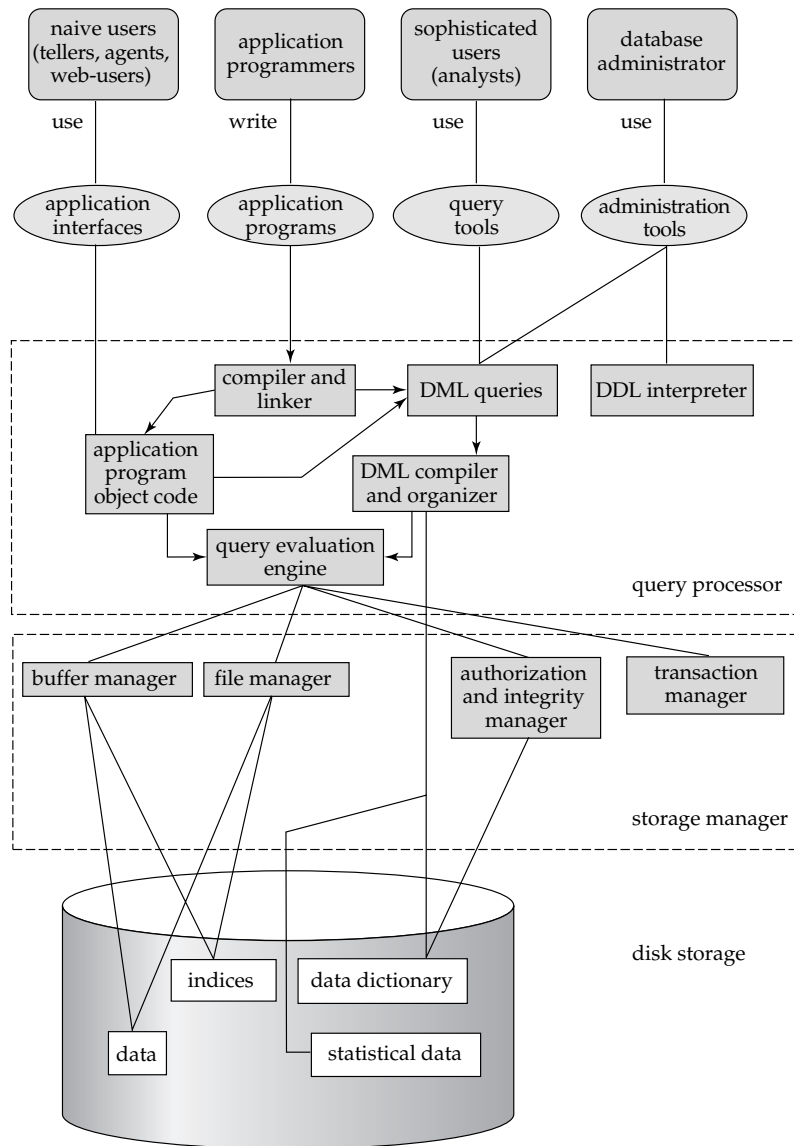 naive users
(tellers, agents,
web-users)
application
programmers
sophisticated
users
(analysts)
database
administrator
use
write
use
use
application
interfaces
application
programs
query
tools
administration
tools
compiler and
linker
DML queries
DDL interpreter
application
program
object code
DML compiler
and organizer
query evaluation
engine
query processor
buffer manager
file manager
authorization
and integrity
manager
transaction
manager
storage manager
disk storage
indices
data dictionary
data
statistical data